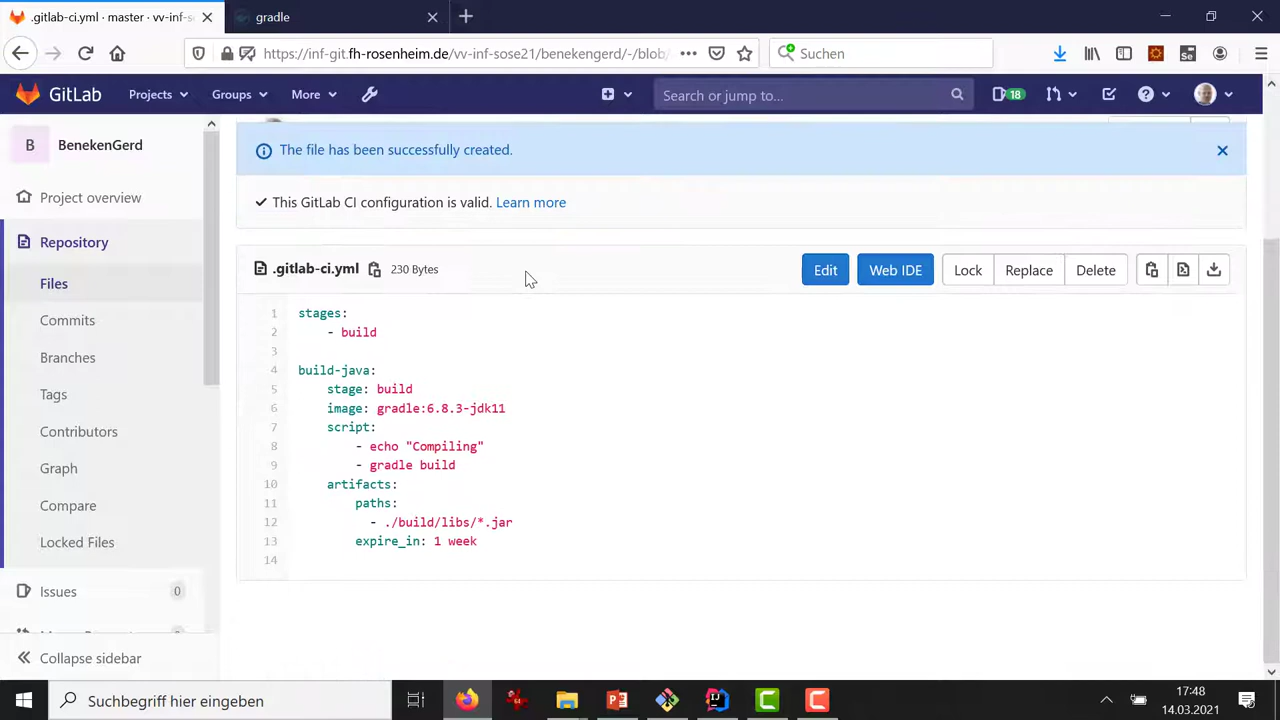 .gitlab-ci.yml · master · vv-inf-so
gradle
https://inf-git.fh-rosenheim.de/vv-inf-sose21/benekengerd/-/blob/
Suchen
GitLab
Projects
Groups
More
Search or jump to...
18
B
BenekenGerd
The file has been successfully created.
Project overview
This GitLab CI configuration is valid. Learn more
Repository
.gitlab-ci.yml
230 Bytes
Edit
Web IDE
Lock
Replace
Delete
Files
Commits
Branches
Tags
Contributors
Graph
Compare
Locked Files
Issues
0
Collapse sidebar
1 stages:
2 - build
3
4 build-java:
5 stage: build
6 image: gradle:6.8.3-jdk11
7 script:
8 - echo "Compiling"
9 - gradle build
10 artifacts:
11 paths:
12 - ./build/libs/*.jar
13 expire_in: 1 week
14
Suchbegriff hier eingeben
17:48
14.03.2021